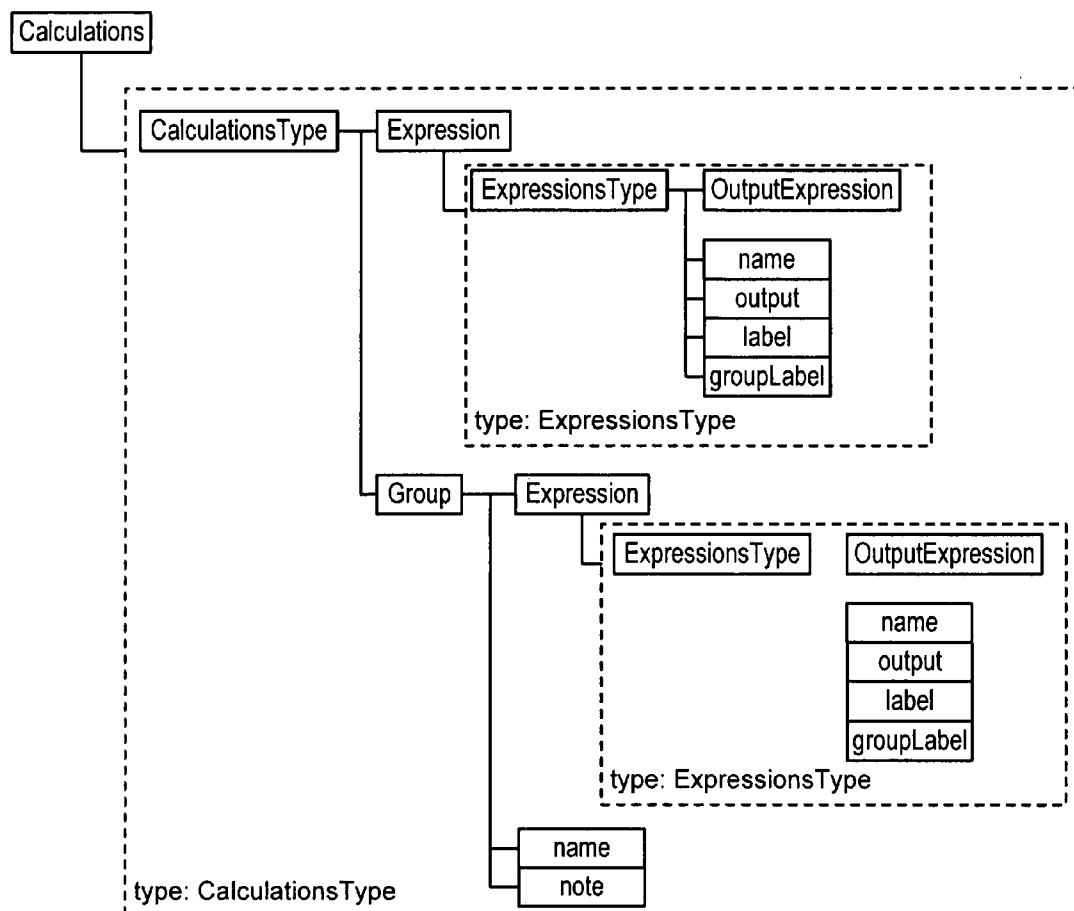 Calculations
CalculationsType
Expression
ExpressionsType
OutputExpression
name
output
label
groupLabel
type: ExpressionsType
Group
Expression
ExpressionsType
OutputExpression
name
output
label
groupLabel
type: ExpressionsType
name
note
type: CalculationsType